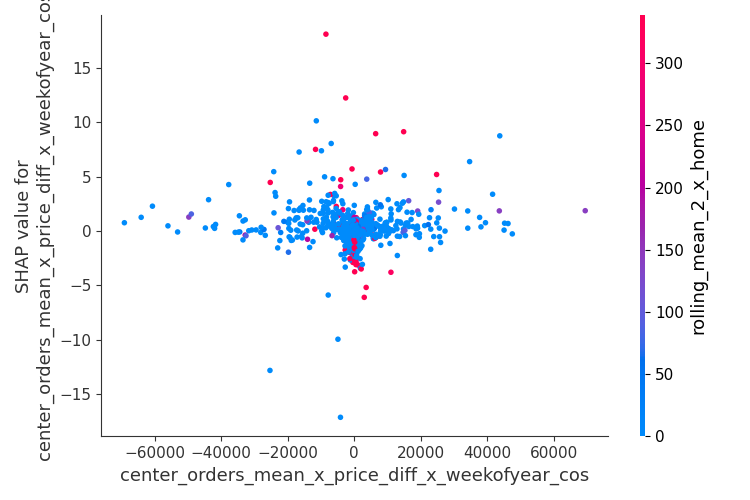 SHAP value for
center_orders_mean_x_price_diff_x_weekofyear_cos
15
10
5
0
−5
−10
−15
−60000 −40000 −20000 0 20000 40000 60000
center_orders_mean_x_price_diff_x_weekofyear_cos
300
250
200
150
100
50
0
rolling_mean_2_x_home